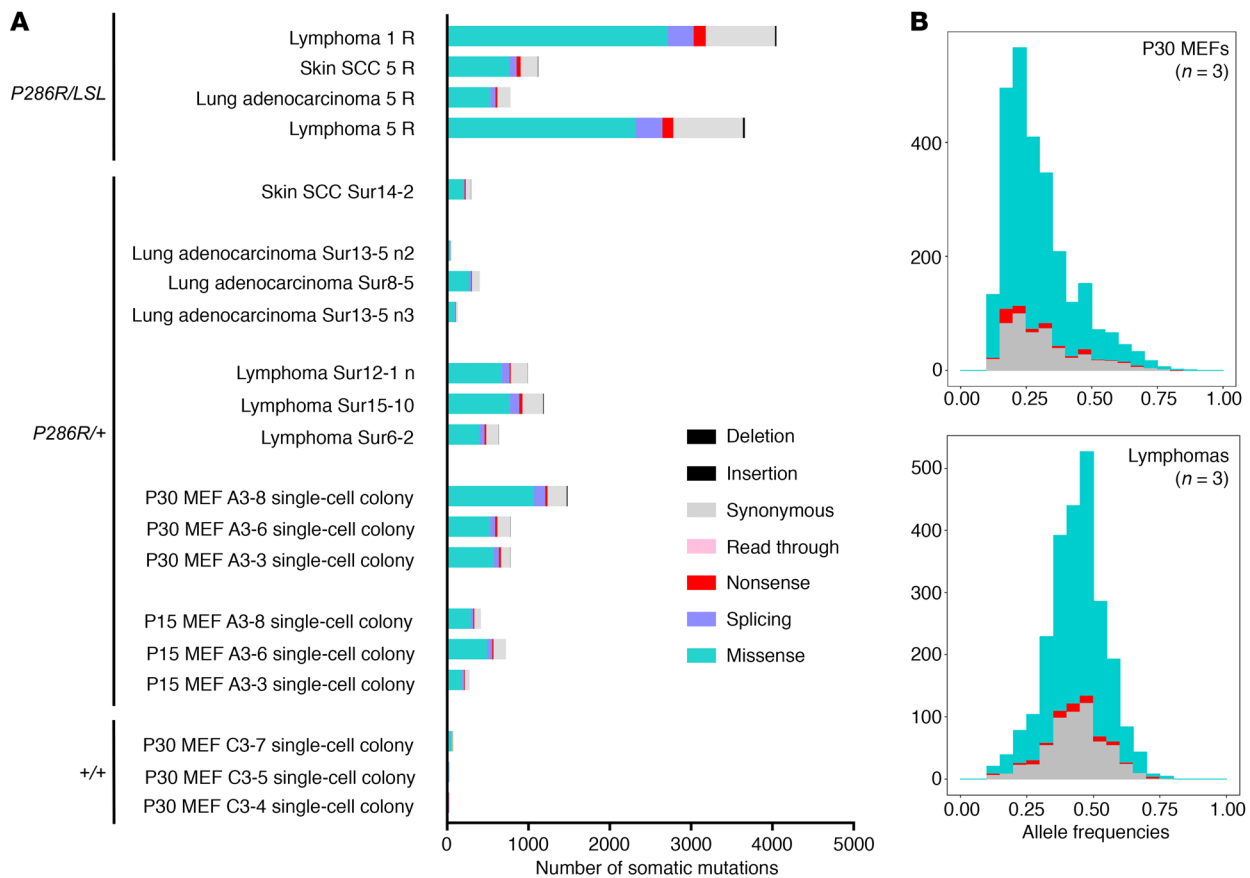 A
P286R/LSL
Lymphoma 1 R
Skin SCC 5 R
Lung adenocarcinoma 5 R
Lymphoma 5 R
P286R/+
Skin SCC Sur14-2
Lung adenocarcinoma Sur13-5 n2
Lung adenocarcinoma Sur8-5
Lung adenocarcinoma Sur13-5 n3
Lymphoma Sur12-1 n
Lymphoma Sur15-10
Lymphoma Sur6-2
P30 MEF A3-8 single-cell colony
P30 MEF A3-6 single-cell colony
P30 MEF A3-3 single-cell colony
P15 MEF A3-8 single-cell colony
P15 MEF A3-6 single-cell colony
P15 MEF A3-3 single-cell colony
+/+
P30 MEF C3-7 single-cell colony
P30 MEF C3-5 single-cell colony
P30 MEF C3-4 single-cell colony
0 1000 2000 3000 4000 5000
Number of somatic mutations
Deletion
Insertion
Synonymous
Read through
Nonsense
Splicing
Missense
B
P30 MEFs
(n = 3)
400
200
0
0.00 0.25 0.50 0.75 1.00
Lymphomas
(n = 3)
500
400
300
200
100
0
0.00 0.25 0.50 0.75 1.00
Allele frequencies